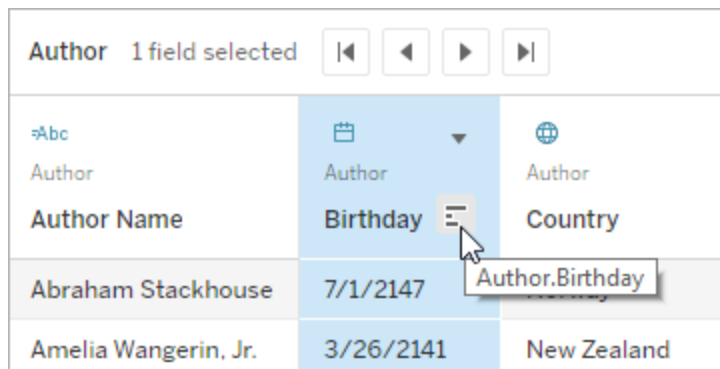 Author 1 field selected
=Abc
Author Author Author
Author Name Birthday Country
Author.Birthday
Abraham Stackhouse 7/1/2147
Amelia Wangerin, Jr. 3/26/2141 New Zealand